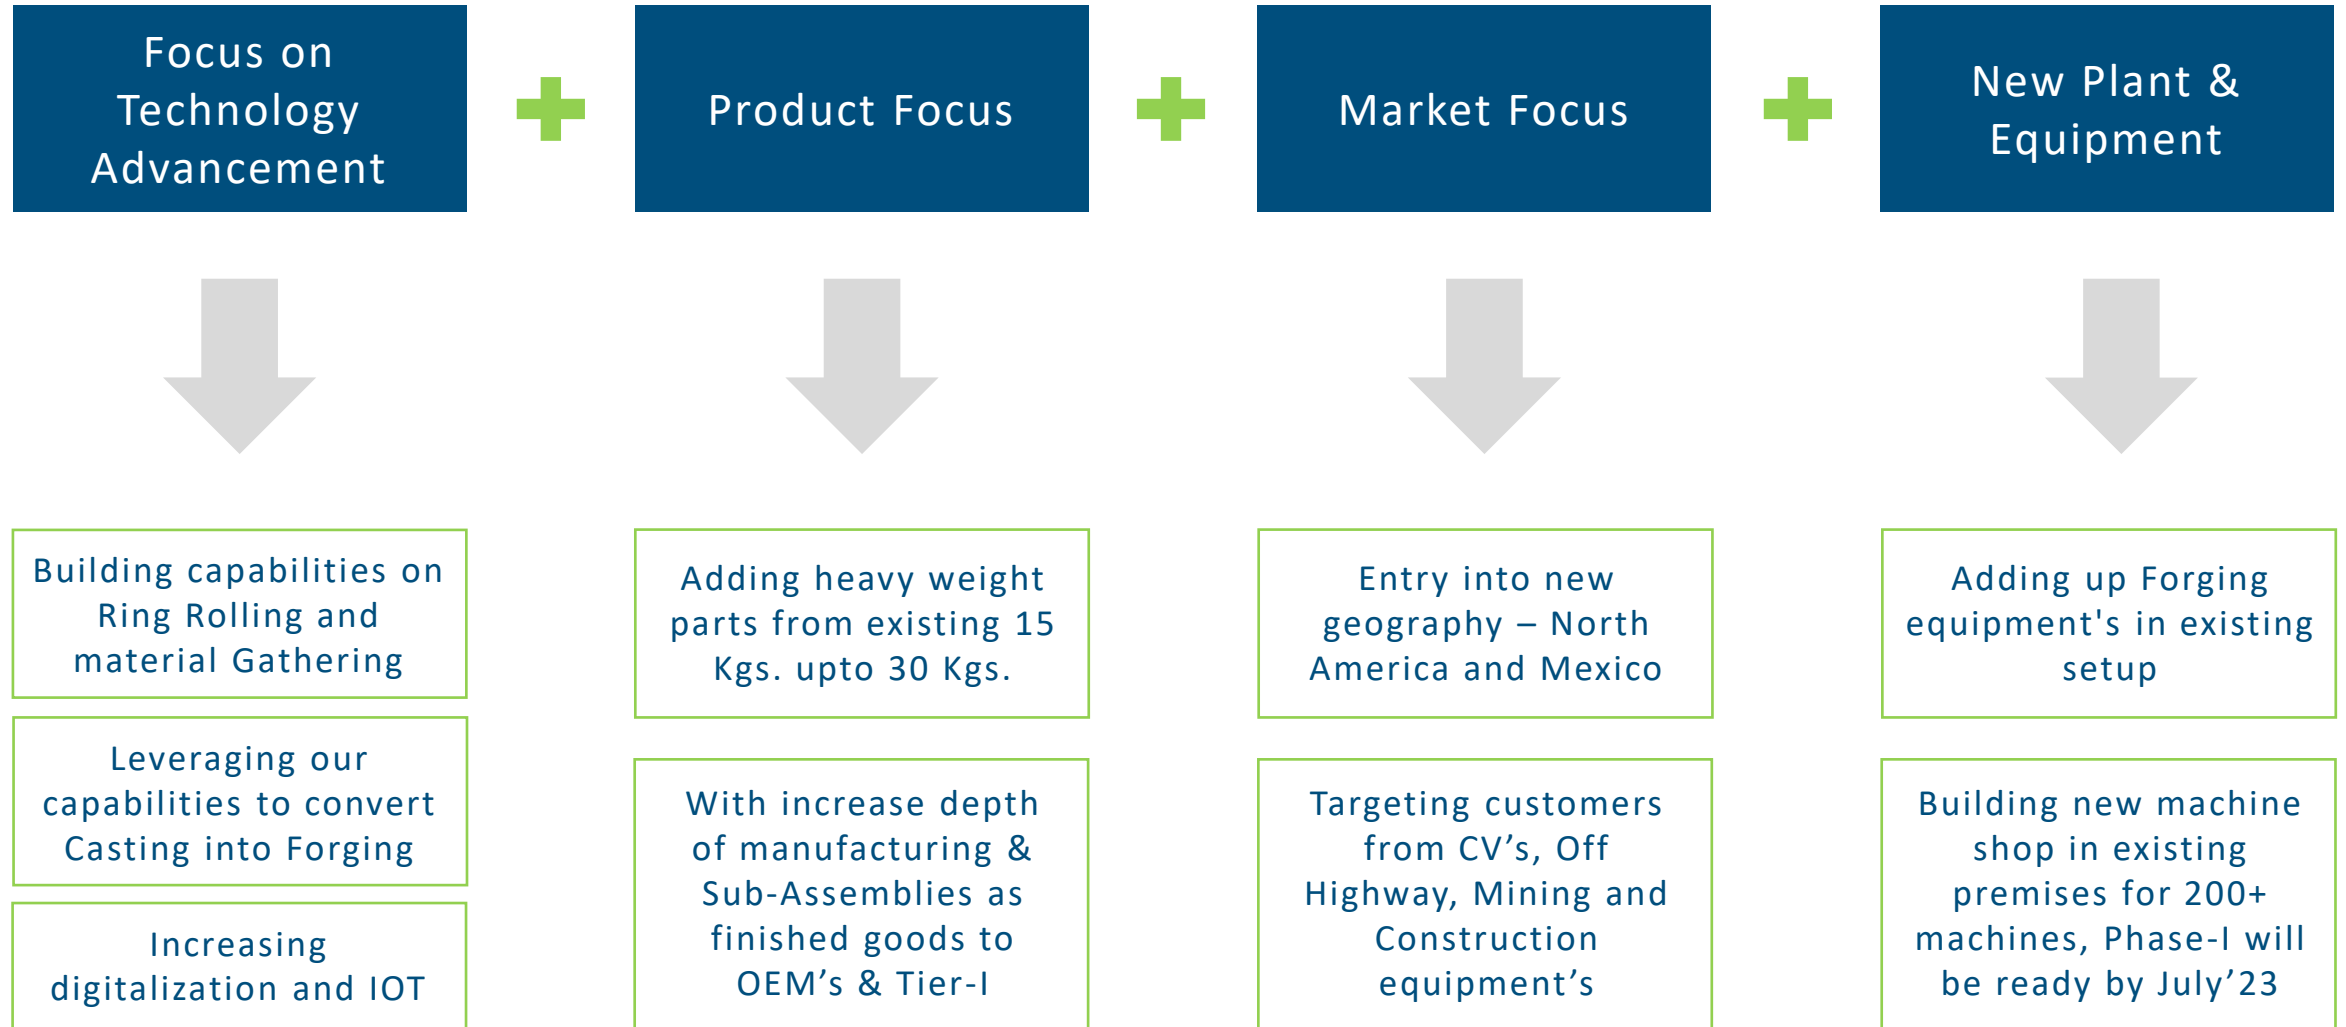 Focus on
Technology
Advancement
Product Focus
Market Focus
New Plant &
Equipment
Building capabilities on
Ring Rolling and
material Gathering
Leveraging our
capabilities to convert
Casting into Forging
Increasing
digitalization and IOT
Adding heavy weight
parts from existing 15
Kgs. upto 30 Kgs.
With increase depth
of manufacturing &
Sub-Assemblies as
finished goods to
OEM’s & Tier-I
Entry into new
geography – North
America and Mexico
Targeting customers
from CV’s, Off
Highway, Mining and
Construction
equipment’s
Adding up Forging
equipment's in existing
setup
Building new machine
shop in existing
premises for 200+
machines, Phase-I will
be ready by July’23